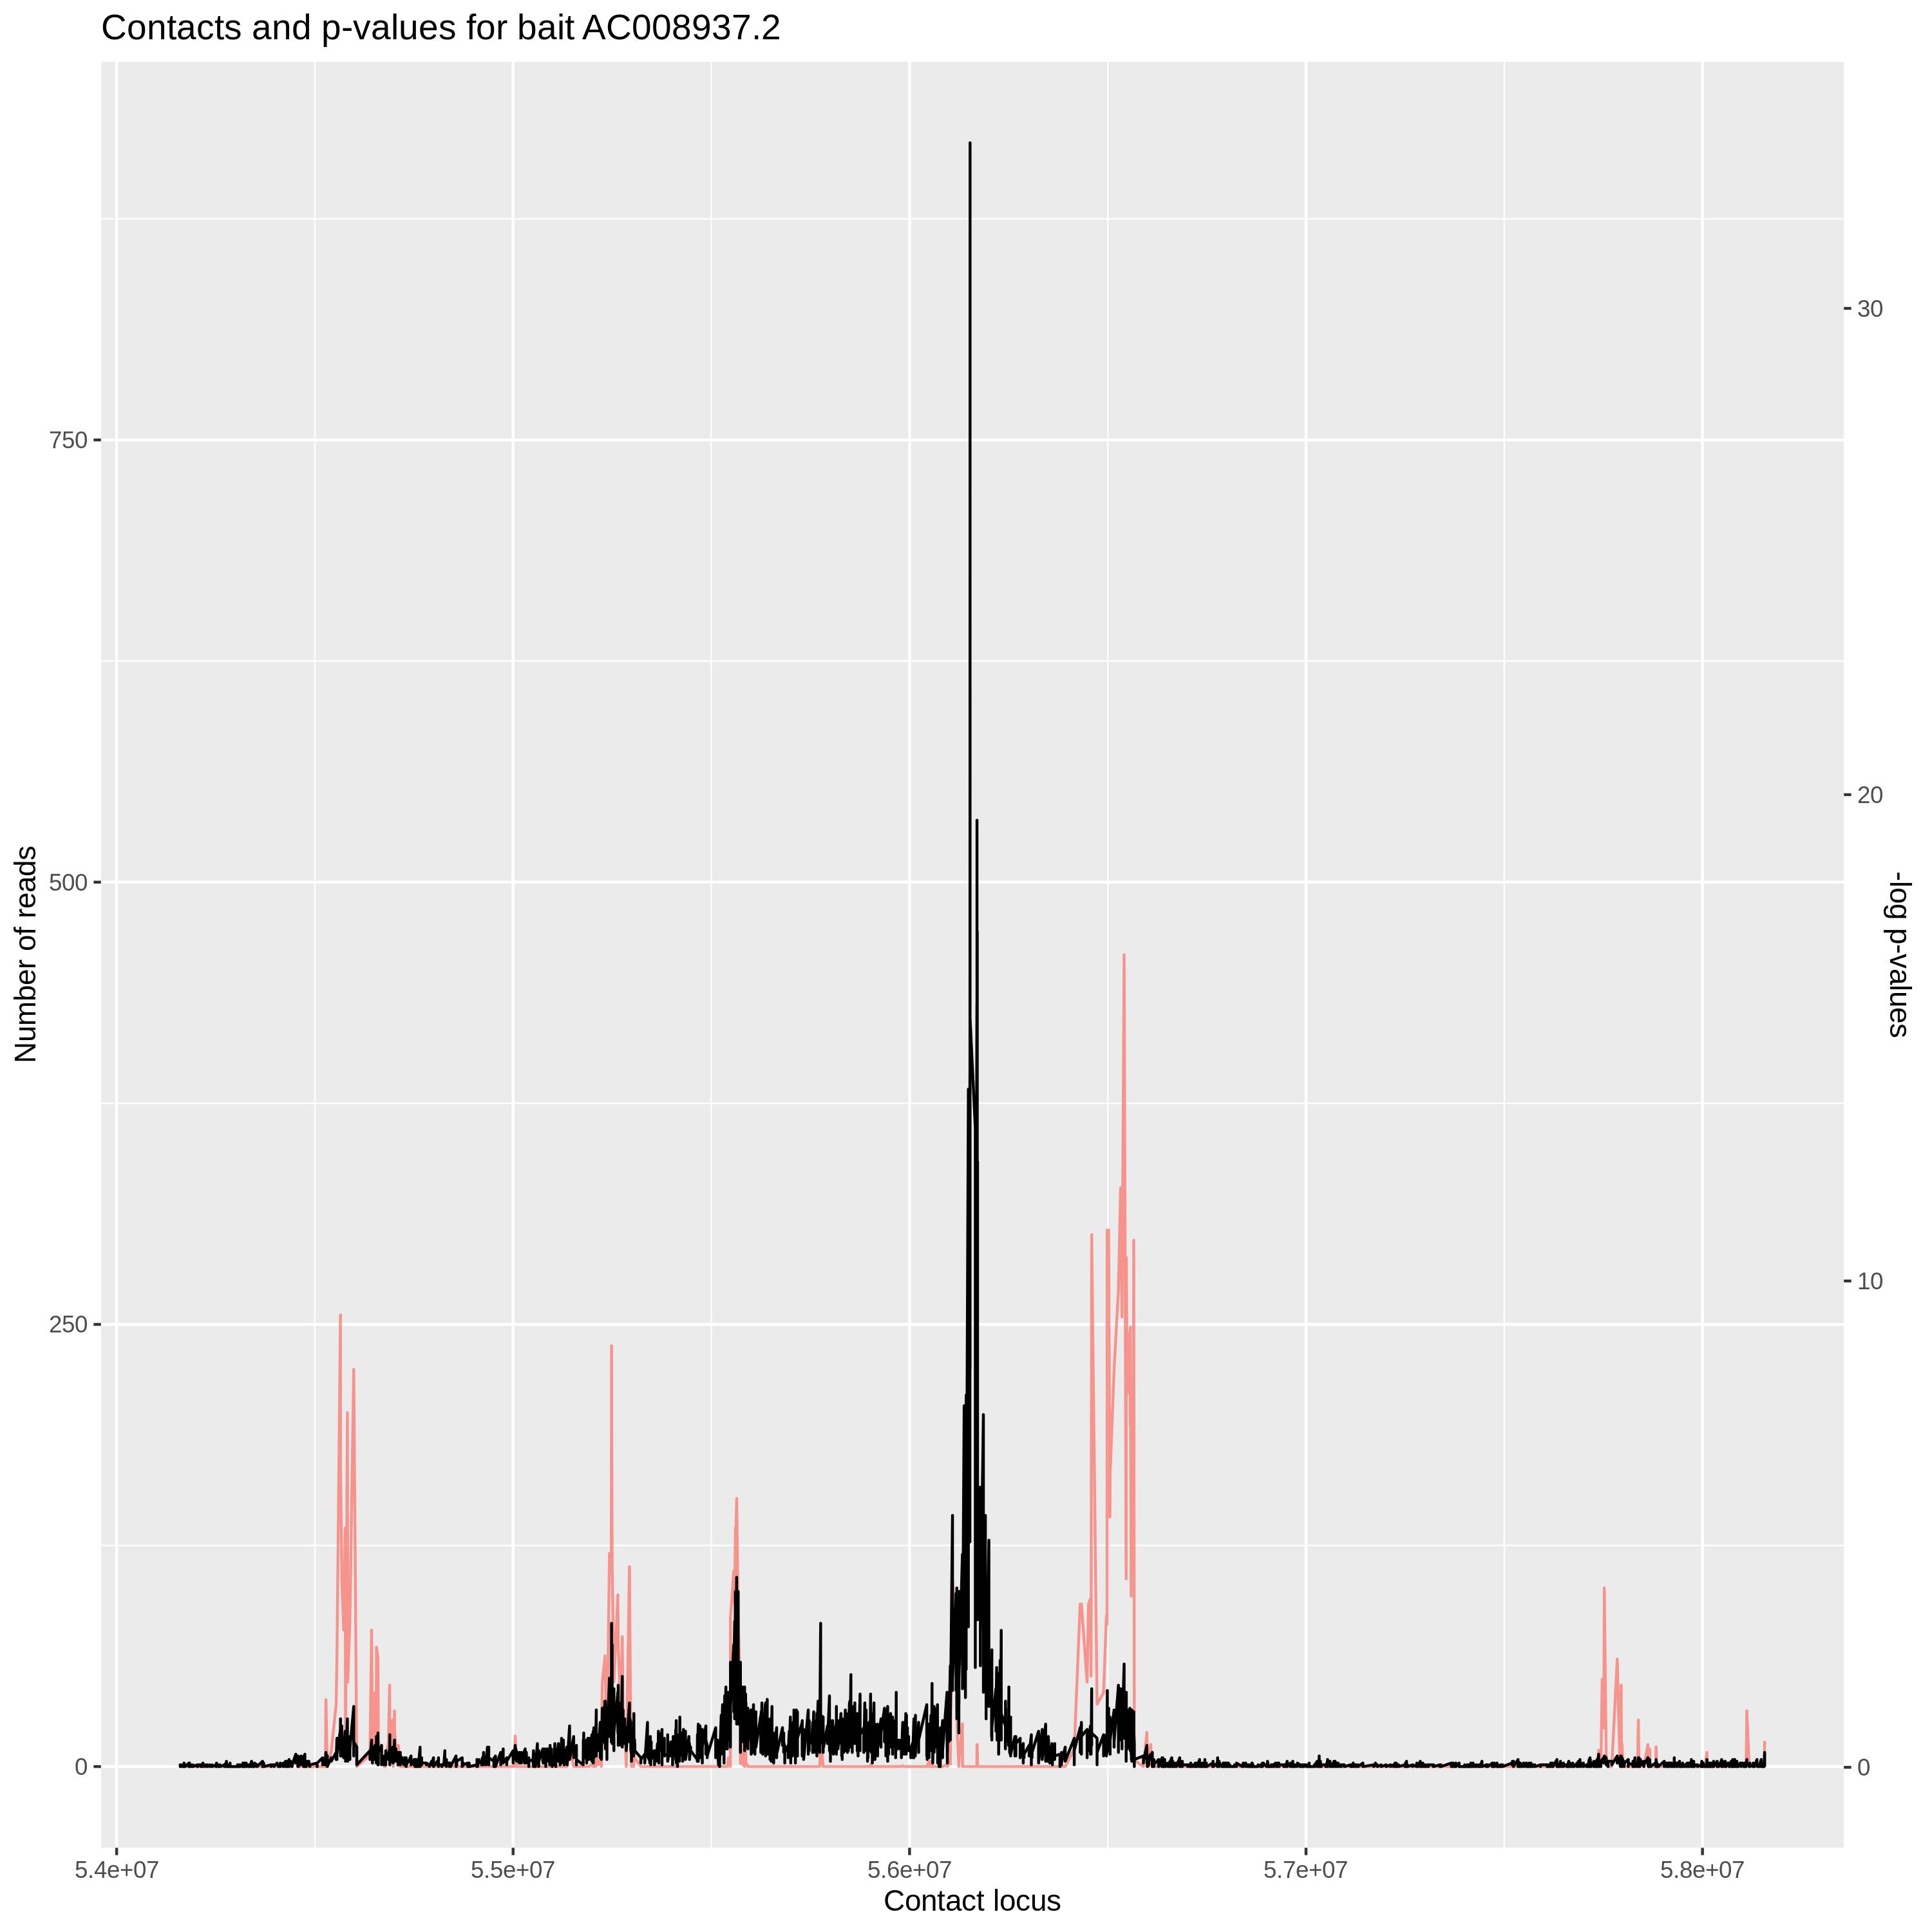 Contacts and p-values for bait AC008937.2
Number of reads
750
500
250
0
30
20
10
0
-log p-values
5.4e+07
5.5e+07
5.6e+07
5.7e+07
5.8e+07
Contact locus